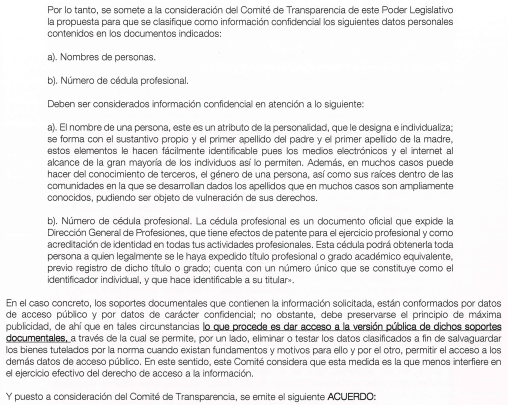 Por lo tanto, se somete a la consideración del Comité de Transparencia de este Poder Legislativo
la propuesta para que se clasifique como información confidencial los siguientes datos personales
contenidos en los documentos indicados:
a). Nombres de personas.
b). Número de cédula profesional.
Deben ser considerados información confidencial en atención a lo siguiente:
a). El nombre de una persona, este es un atributo de la personalidad, que le designa e individualiza;
se forma con el sustantivo propio y el primer apellido del padre y el primer apellido de la madre,
estos elementos le hacen fácilmente identificable pues los medios electrónicos y el internet al
alcance de la gran mayoría de los individuos así lo permiten. Además, en muchos casos puede
hacer del conocimiento de terceros, el género de una persona, así como sus raíces dentro de las
comunidades en la que se desarrollan dados los apellidos que en muchos casos son ampliamente
conocidos, pudiendo ser objeto de vulneración de sus derechos.
b). Número de cédula profesional. La cédula profesional es un documento oficial que expide la
Dirección General de Profesiones, que tiene efectos de patente para el ejercicio profesional y como
acreditación de identidad en todas tus actividades profesionales. Esta cédula podrá obtenerla toda
persona a quien legalmente se le haya expedido título profesional o grado académico equivalente,
previo registro de dicho título o grado; cuenta con un número único que se constituye como el
identificador individual, y que hace identificable a su titular».
En el caso concreto, los soportes documentales que contienen la información solicitada, están conformados por datos
de acceso público y por datos de carácter confidencial; no obstante, debe preservarse el principio de máxima
publicidad, de ahí que en tales circunstancias lo que procede es dar acceso a la versión pública de dichos soportes
documentales, a través de la cual se permite, por un lado, eliminar o testar los datos clasificados a fin de salvaguardar
los bienes tutelados por la norma cuando existan fundamentos y motivos para ello y por el otro, permitir el acceso a los
demás datos de acceso público. En este sentido, este Comité considera que esta medida es la que menos interfiere en
el ejercicio efectivo del derecho de acceso a la información.
Y puesto a consideración del Comité de Transparencia, se emite el siguiente ACUERDO: